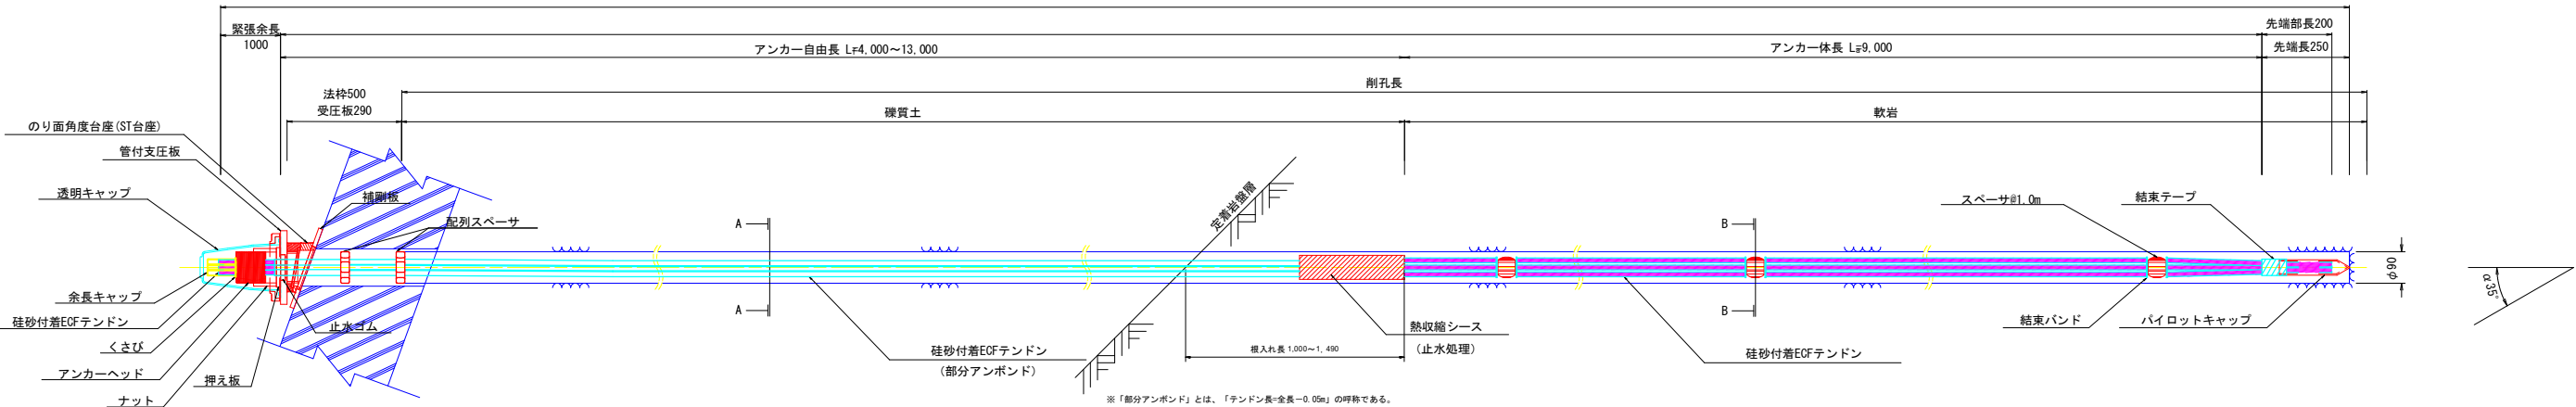 緊張余長
1000
先端部長200
アンカー自由長 L=4,000～13,000
アンカー体長 L=9,000
先端長250
削孔長
法枠500
受圧板290
礫質土
軟岩
のり面角度台座(ST台座)
管付支圧板
透明キャップ
補剛板
配列スペーサ
A
定着岩盤層
B
スペーサ@1.0m
結束テープ
余長キャップ
硅砂付着ECFテンドン
くさび
アンカーヘッド
ナット
押え板
止水ゴム
A
硅砂付着ECFテンドン
(部分アンボンド)
根入れ長 1,000～1,490
熱収縮シース
(止水処理)
B
硅砂付着ECFテンドン
結束バンド
パイロットキャップ
φ90
α35°
※「部分アンボンド」とは、「テンドン長=全長－0.05m」の呼称である。